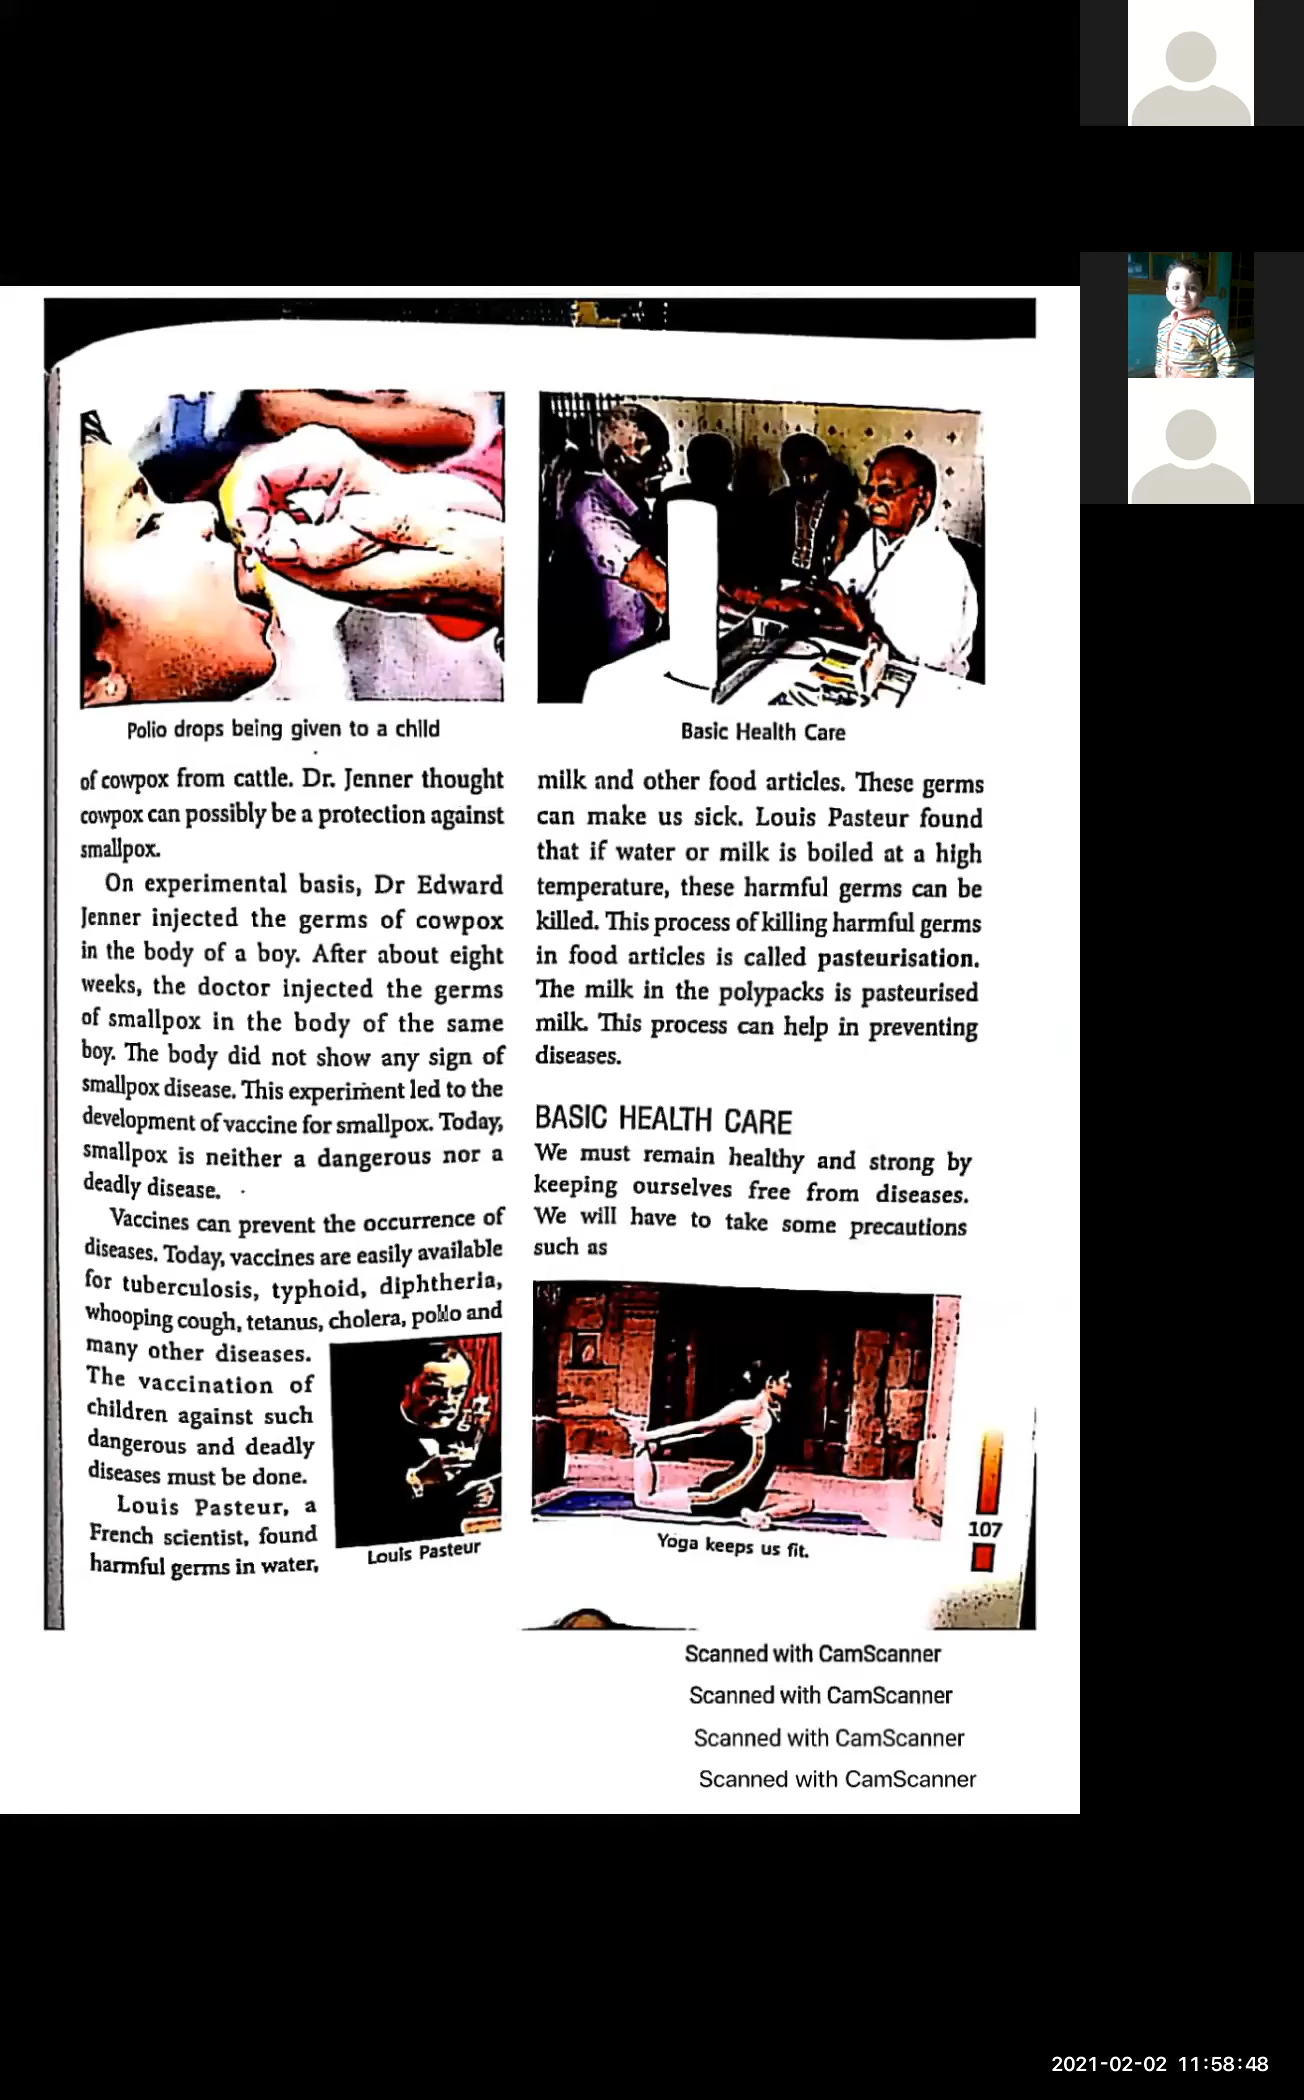 Polio drops being given to a child
of cowpox from cattle. Dr. Jenner thought
cowpox can possibly be a protection against
smallpox.
On experimental basis, Dr Edward
Jenner injected the germs of cowpox
in the body of a boy. After about eight
weeks, the doctor injected the germs
of smallpox in the body of the same
boy. The body did not show any sign of
smallpox disease. This experiment led to the
development of vaccine for smallpox. Today,
smallpox is neither a dangerous nor a
deadly disease.
Vaccines can prevent the occurrence of
diseases. Today, vaccines are easily available
for tuberculosis, typhoid, diphtheria,
whooping cough, tetanus, cholera, polio and
many other diseases.
The vaccination of
children against such
dangerous and deadly
diseases must be done.
Louis Pasteur, a
French scientist, found
harmful germs in water,
Louis Pasteur
Basic Health Care
milk and other food articles. These germs
can make us sick. Louis Pasteur found
that if water or milk is boiled at a high
temperature, these harmful germs can be
killed. This process of killing harmful germs
in food articles is called pasteurisation.
The milk in the polypacks is pasteurised
milk. This process can help in preventing
diseases.
BASIC HEALTH CARE
We must remain healthy and strong by
keeping ourselves free from diseases.
We will have to take some precautions
such as
Yoga keeps us fit.
107
Scanned with CamScanner
Scanned with CamScanner
Scanned with CamScanner
Scanned with CamScanner
2021-02-02 11:58:48